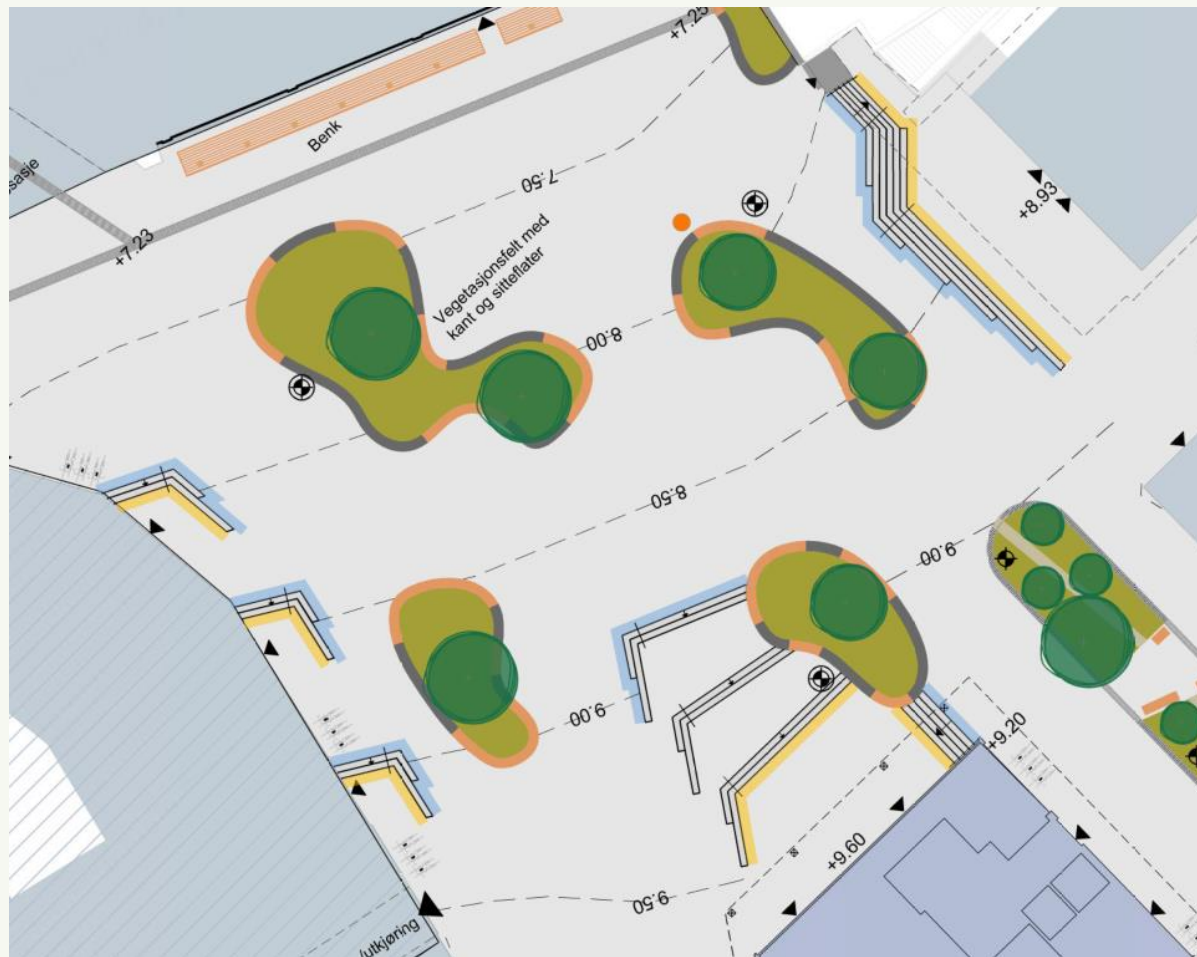 +7.25
Benk
sasje
+7.23
7.50
+8.93
Vegetasjonsfelt med
kant og sitteflater
8.00
8.50
9.00
9.00
+9.20
+9.60
9.50
/utkjøring